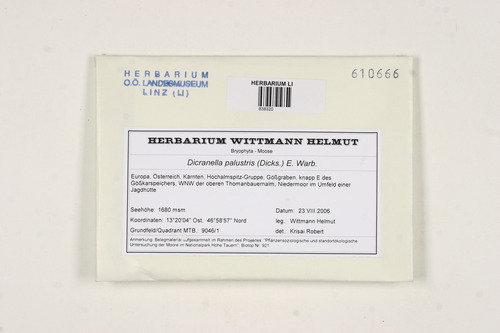 HERBARIUM
O.Ö. LANDESMUSEUM
LINZ (LI)
HERBARIUM LI
838320
610666
HERBARIUM WITTMANN HELMUT
Bryophyta - Moose
Dicranella palustris (Dicks.) E. Warb.
Europa, Österreich, Kärnten, Hochalmspitz-Gruppe, Gößgraben, knapp E des
Gößkarspeichers, WNW der oberen Thomanbauernalm, Niedermoor im Umfeld einer
Jagdhütte
Seehöhe: 1680 msm
Datum: 23.VIII.2006
Koordinaten: 13°20'04" Ost, 46°58'57" Nord
leg.: Wittmann Helmut
Grundfeld/Quadrant MTB.: 9046/1
det.: Krisai Robert
Anmerkung: Belegmaterial aufgesammelt im Rahmen des Projektes: "Pflanzensoziologische und standortökologische
Untersuchung der Moore im Nationalpark Hohe Tauern"; Biotop Nr. 921